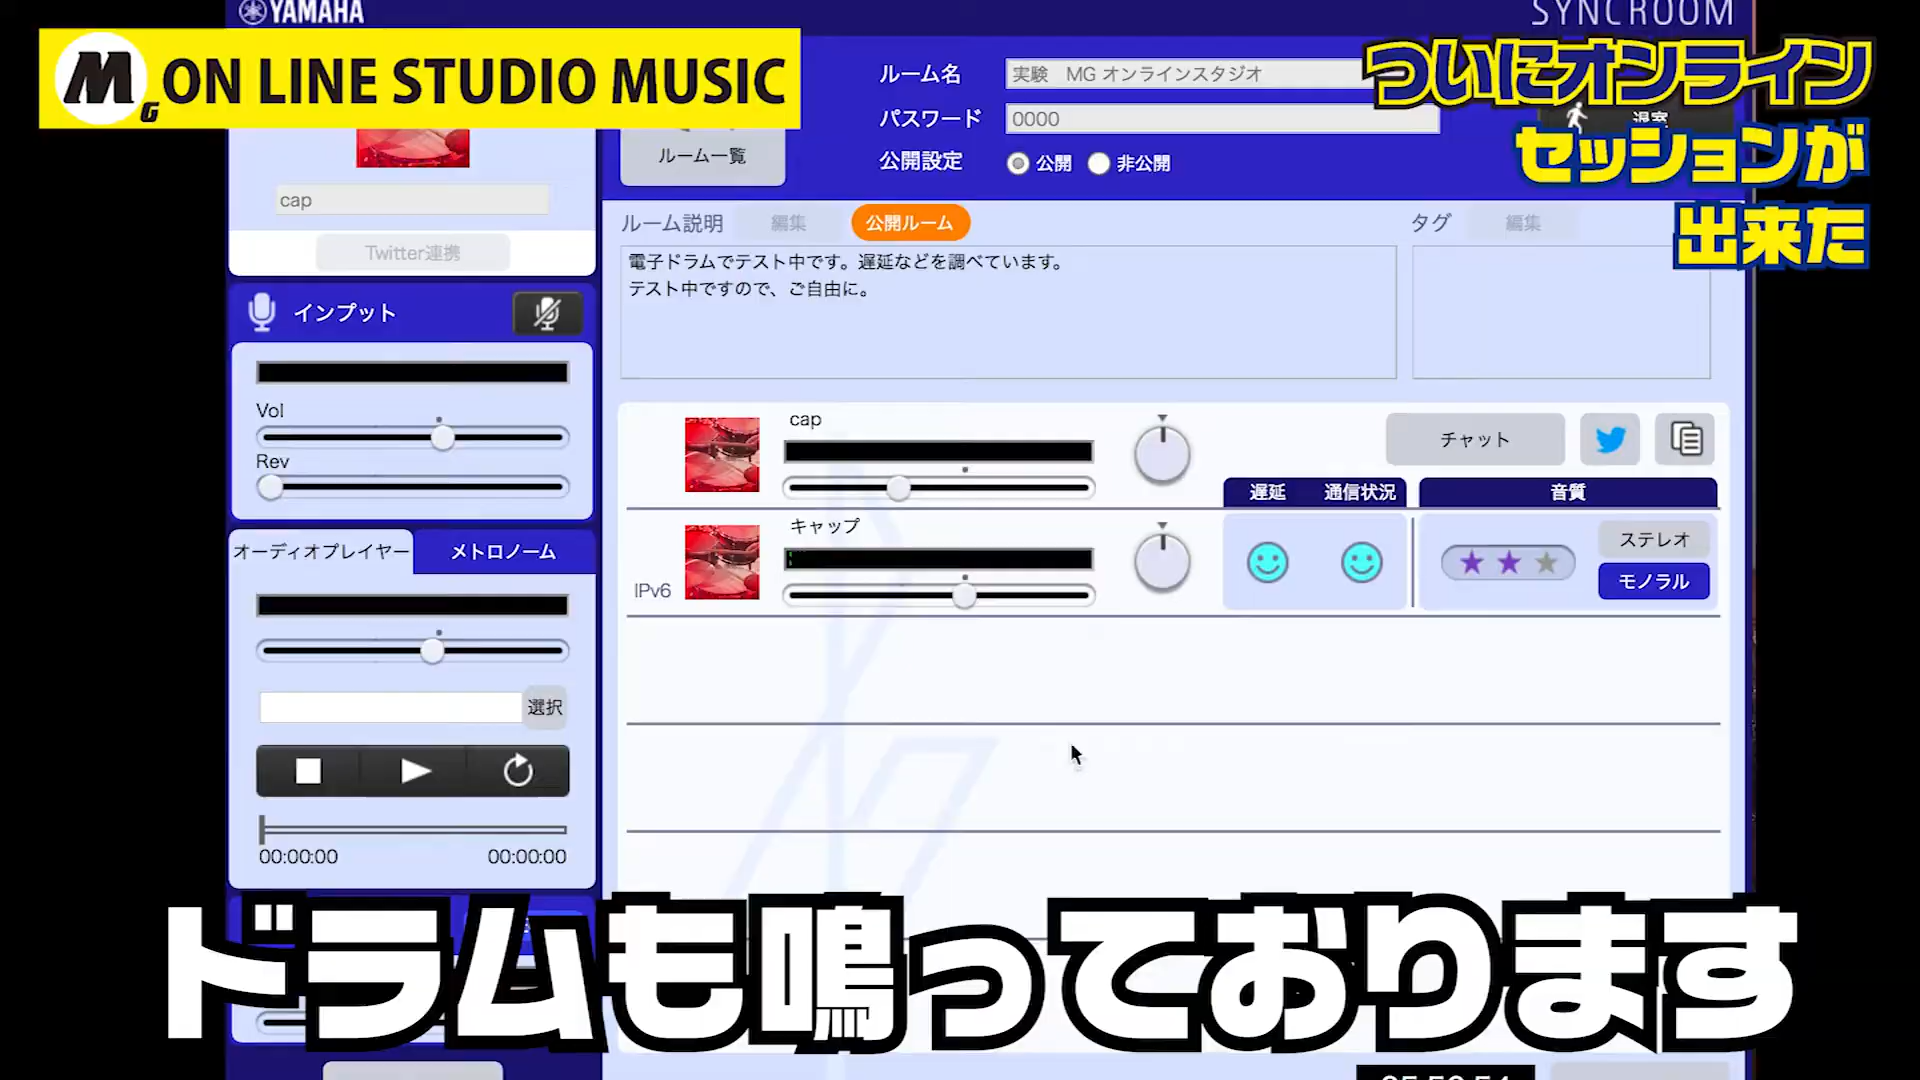 YAMAHA
SYNCROOM
MG ON LINE STUDIO MUSIC
ついにオンライン
セッションが
出来た
ルーム名
実験　MG オンラインスタジオ
パスワード
0000
退室
公開設定
公開
非公開
ルーム一覧
cap
Twitter連携
ルーム説明
編集
公開ルーム
タグ
編集
電子ドラムでテスト中です。遅延などを調べています。
テスト中ですので、ご自由に。
インプット
Vol
Rev
cap
チャット
遅延
通信状況
音質
キャップ
IPv6
ステレオ
モノラル
オーディオプレイヤー
メトロノーム
選択
00:00:00
00:00:00
ドラムも鳴っております